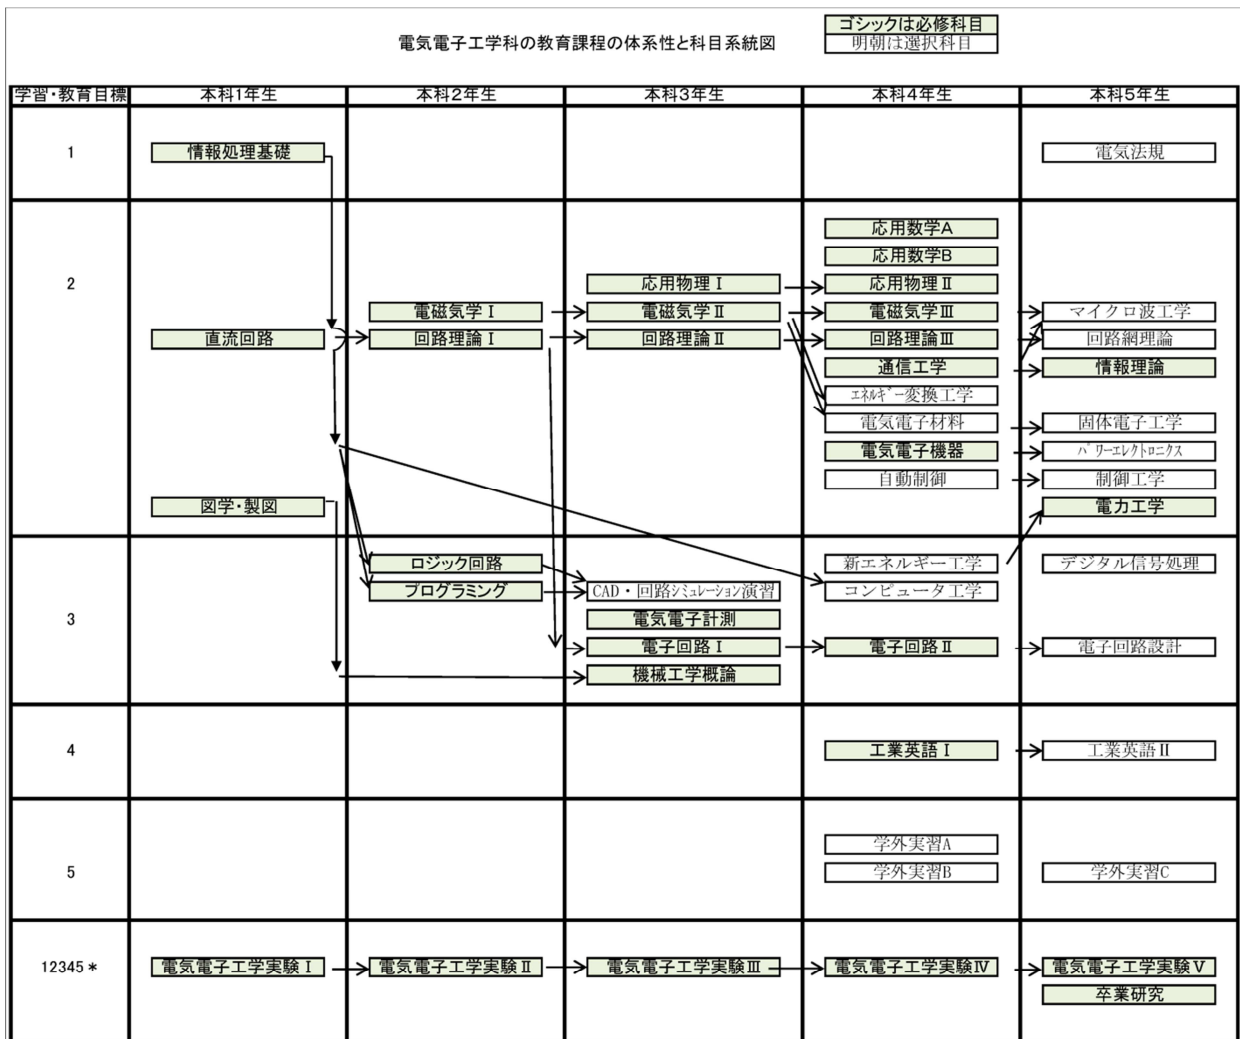 電気電子工学科の教育課程の体系性と科目系統図
ゴシックは必修科目
明朝は選択科目
学習・教育目標 本科1年生 本科2年生 本科3年生 本科4年生 本科5年生
1 情報処理基礎 電気法規
応用数学A
応用数学B
2 応用物理Ⅰ 応用物理Ⅱ
電磁気学Ⅰ 電磁気学Ⅱ 電磁気学Ⅲ マイクロ波工学
直流回路 回路理論Ⅰ 回路理論Ⅱ 回路理論Ⅲ 回路網理論
通信工学 情報理論
エネルギー変換工学
電気電子材料 固体電子工学
電気電子機器 パワーエレクトロニクス
自動制御 制御工学
図学・製図 電力工学
ロジック回路 新エネルギー工学 デジタル信号処理
プログラミング CAD・回路シミュレーション演習 コンピュータ工学
3 電気電子計測
電子回路Ⅰ 電子回路Ⅱ 電子回路設計
機械工学概論
4 工業英語Ⅰ 工業英語Ⅱ
学外実習A
5 学外実習B 学外実習C
12345＊ 電気電子工学実験Ⅰ 電気電子工学実験Ⅱ 電気電子工学実験Ⅲ 電気電子工学実験Ⅳ 電気電子工学実験Ⅴ
卒業研究